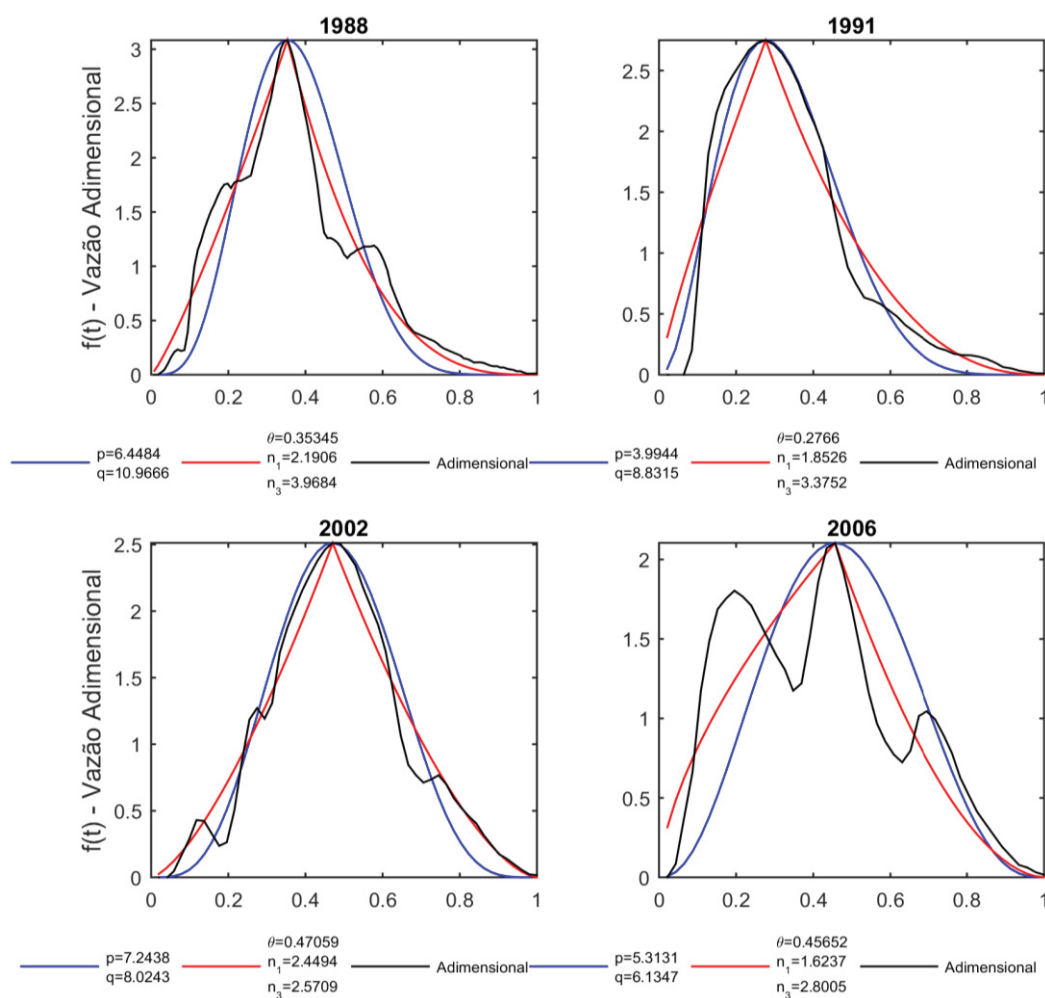 1988
1991
f(t) - Vazão Adimensional
3
2.5
2
1.5
1
0.5
0
0 0.2 0.4 0.6 0.8 1
2.5
2
1.5
1
0.5
0
0 0.2 0.4 0.6 0.8 1
p=6.4484
q=10.9666
θ=0.35345
n1=2.1906
n3=3.9684
Adimensional
p=3.9944
q=8.8315
θ=0.2766
n1=1.8526
n3=3.3752
Adimensional
2002
2006
f(t) - Vazão Adimensional
2.5
2
1.5
1
0.5
0
0 0.2 0.4 0.6 0.8 1
2
1.5
1
0.5
0
0 0.2 0.4 0.6 0.8 1
p=7.2438
q=8.0243
θ=0.47059
n1=2.4494
n3=2.5709
Adimensional
p=5.3131
q=6.1347
θ=0.45652
n1=1.6237
n3=2.8005
Adimensional